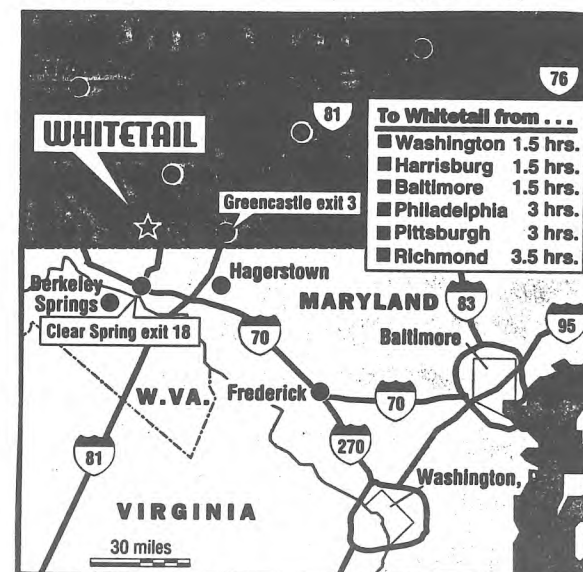 76
81
WHITETAIL
To Whitetail from . . .
Washington 1.5 hrs.
Harrisburg 1.5 hrs.
Baltimore 1.5 hrs.
Philadelphia 3 hrs.
Pittsburgh 3 hrs.
Richmond 3.5 hrs.
Greencastle exit 3
Berkeley
Springs
Hagerstown
MARYLAND
83
95
Clear Spring exit 18
70
Baltimore
W.VA.
Frederick
70
81
270
Washington,
VIRGINIA
30 miles